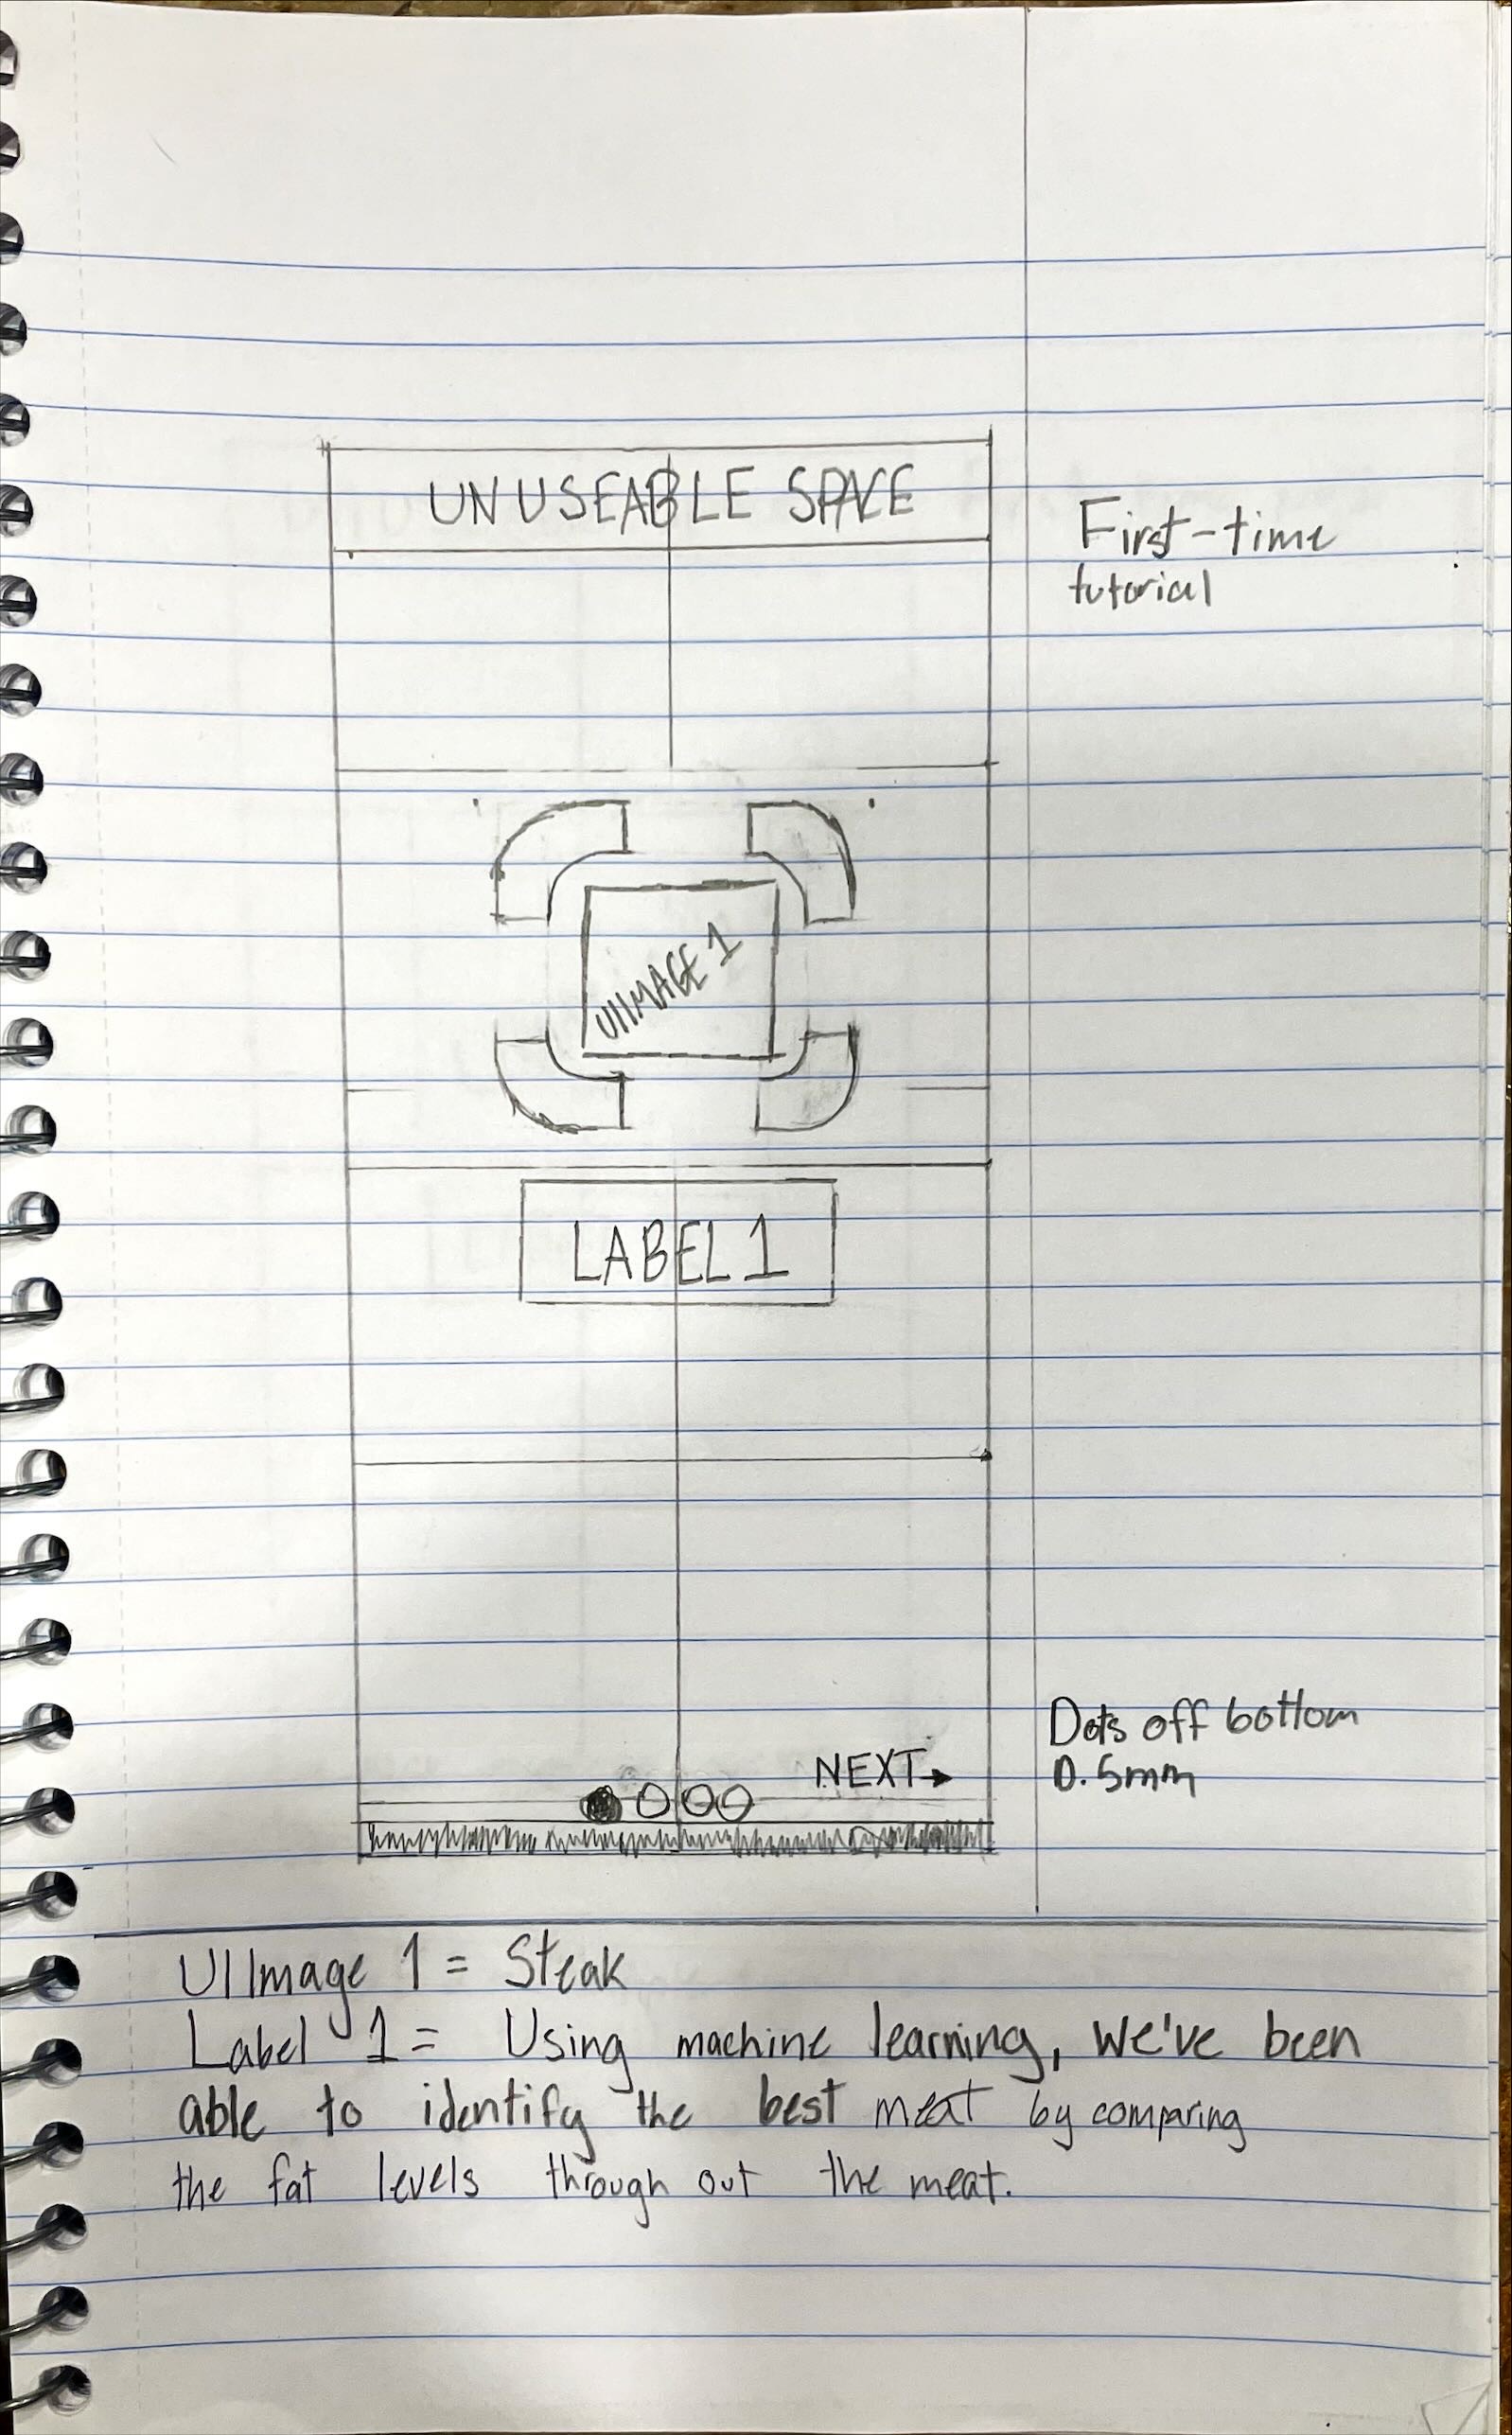 UNUSEABLE SPACE
First-time
tutorial
UIIMAGE 1
LABEL 1
Dots off bottom
0.5mm
NEXT→
UIImage 1 = Steak
Label 1 = Using machine learning, we've been
able to identify the best meat by comparing
the fat levels through out the meat.